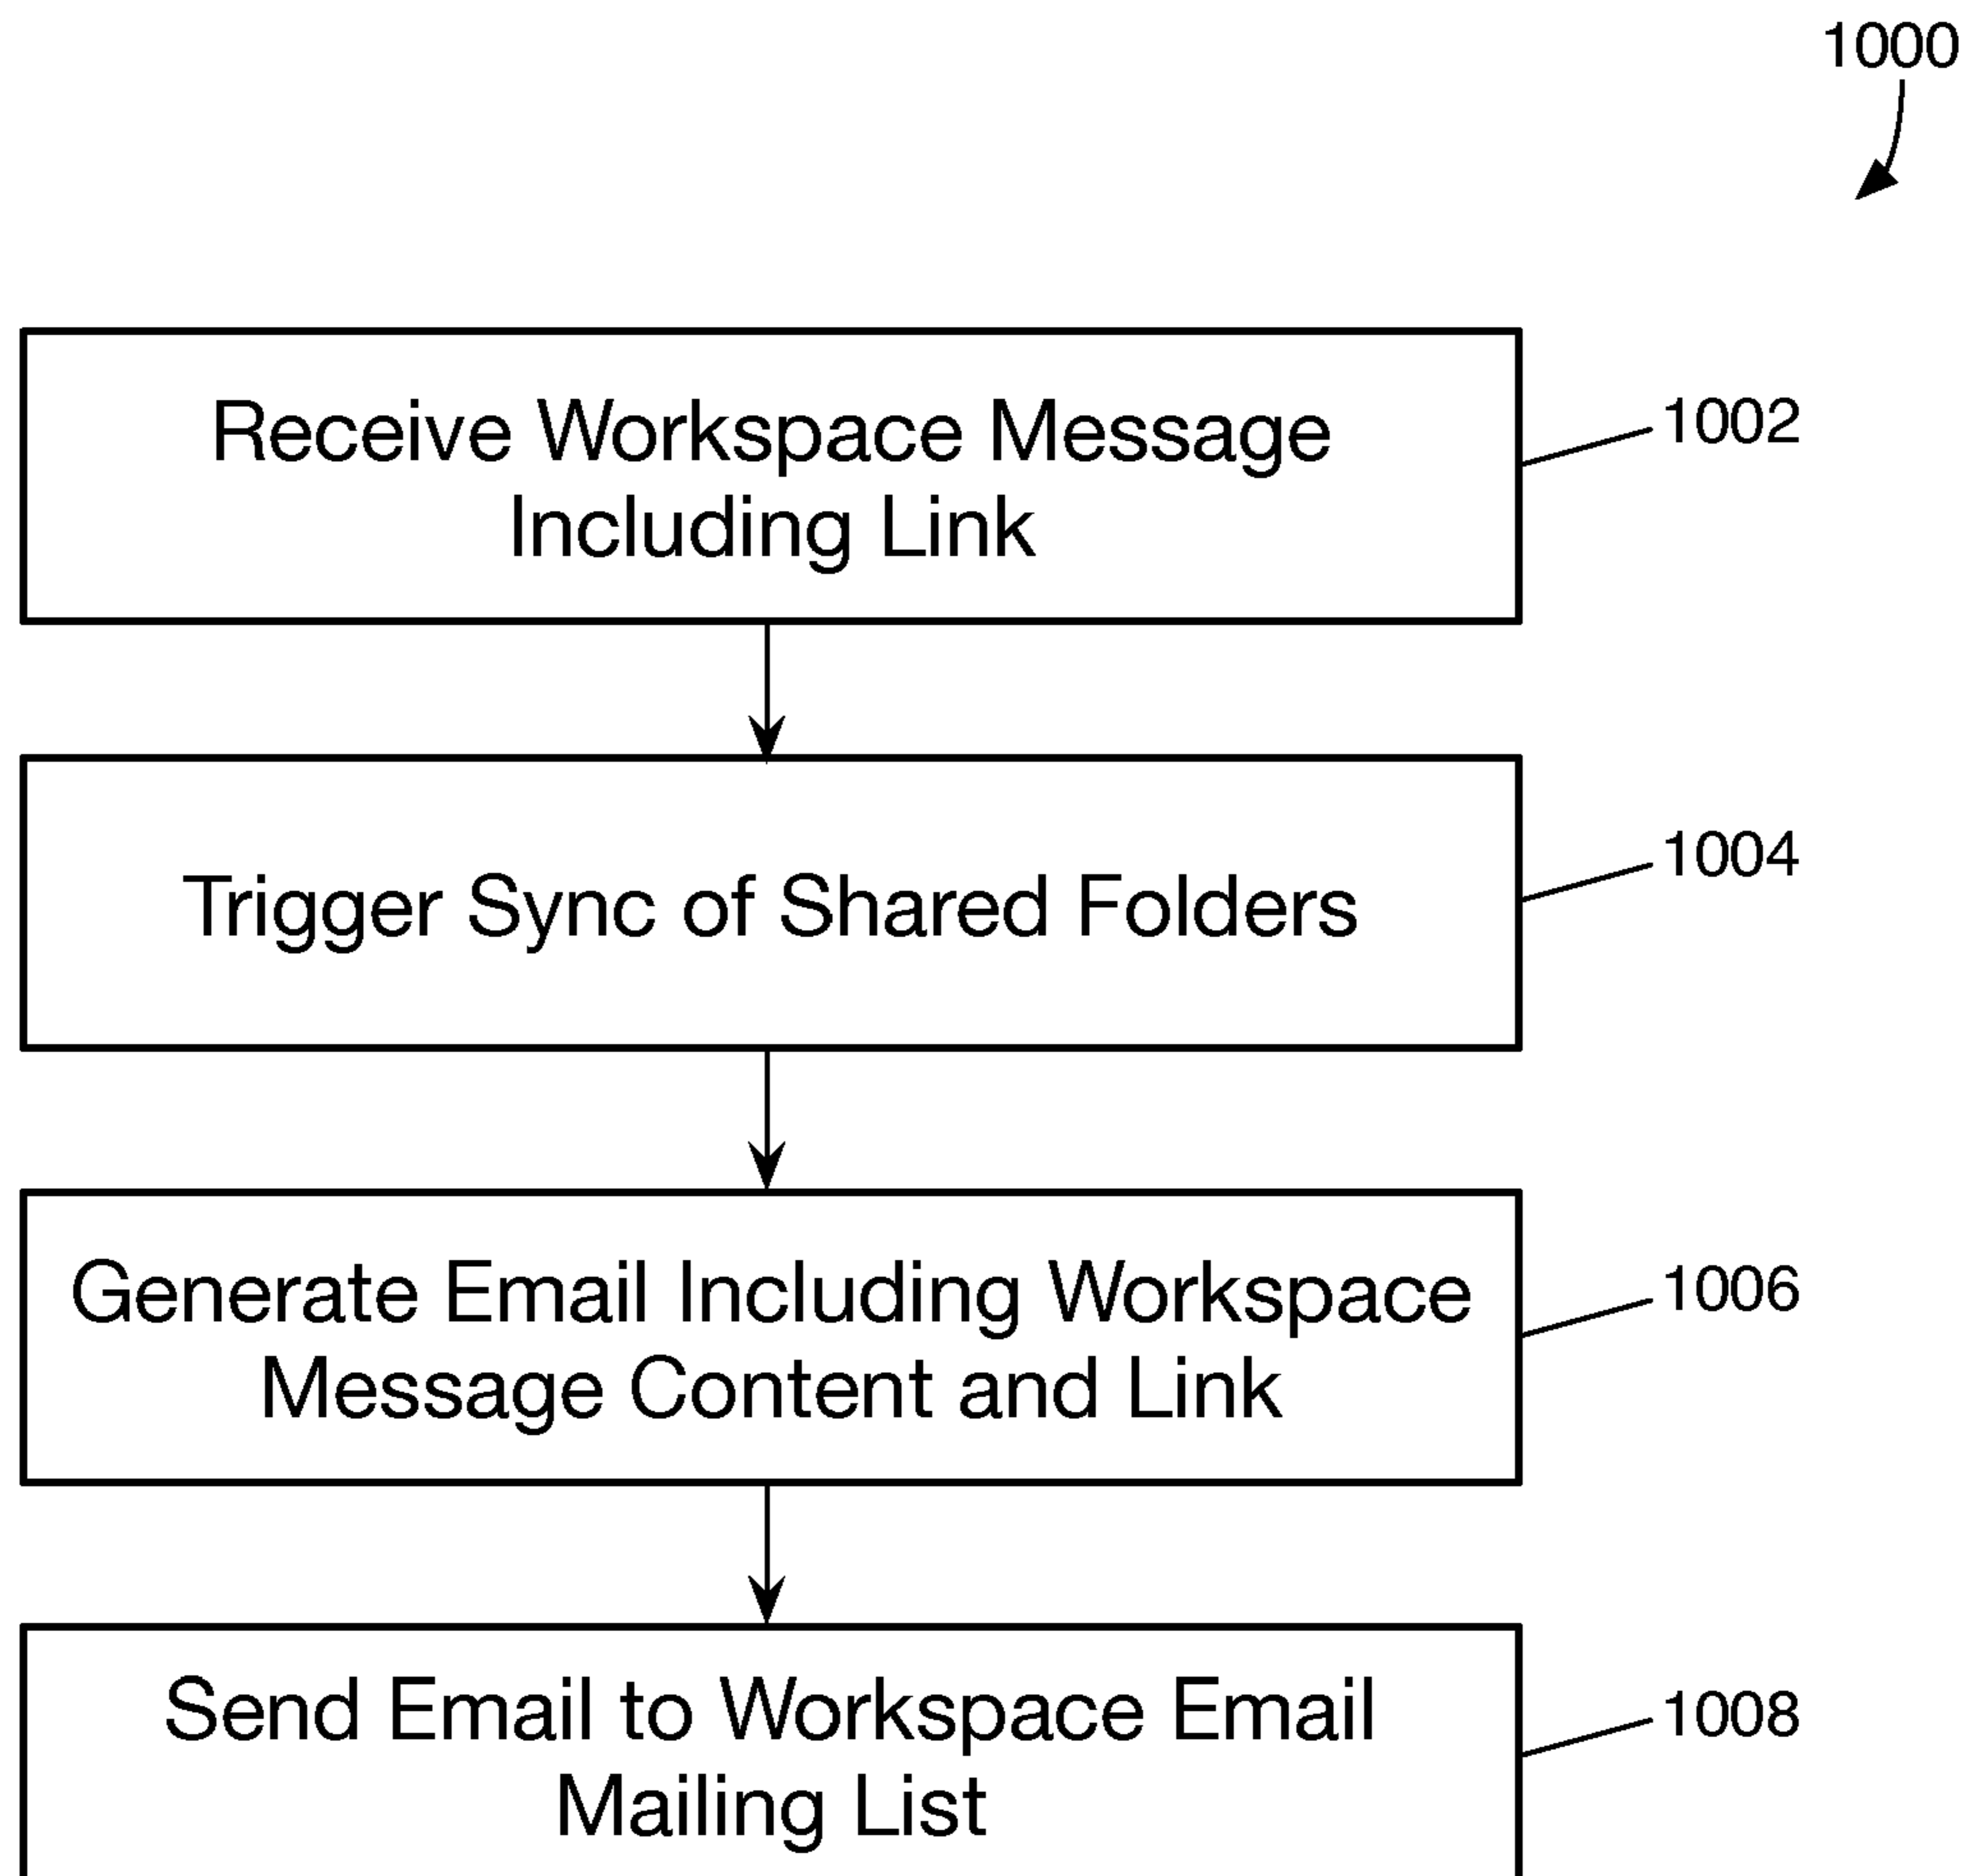 1000
Receive Workspace Message
Including Link
1002
Trigger Sync of Shared Folders
1004
Generate Email Including Workspace
Message Content and Link
1006
Send Email to Workspace Email
Mailing List
1008